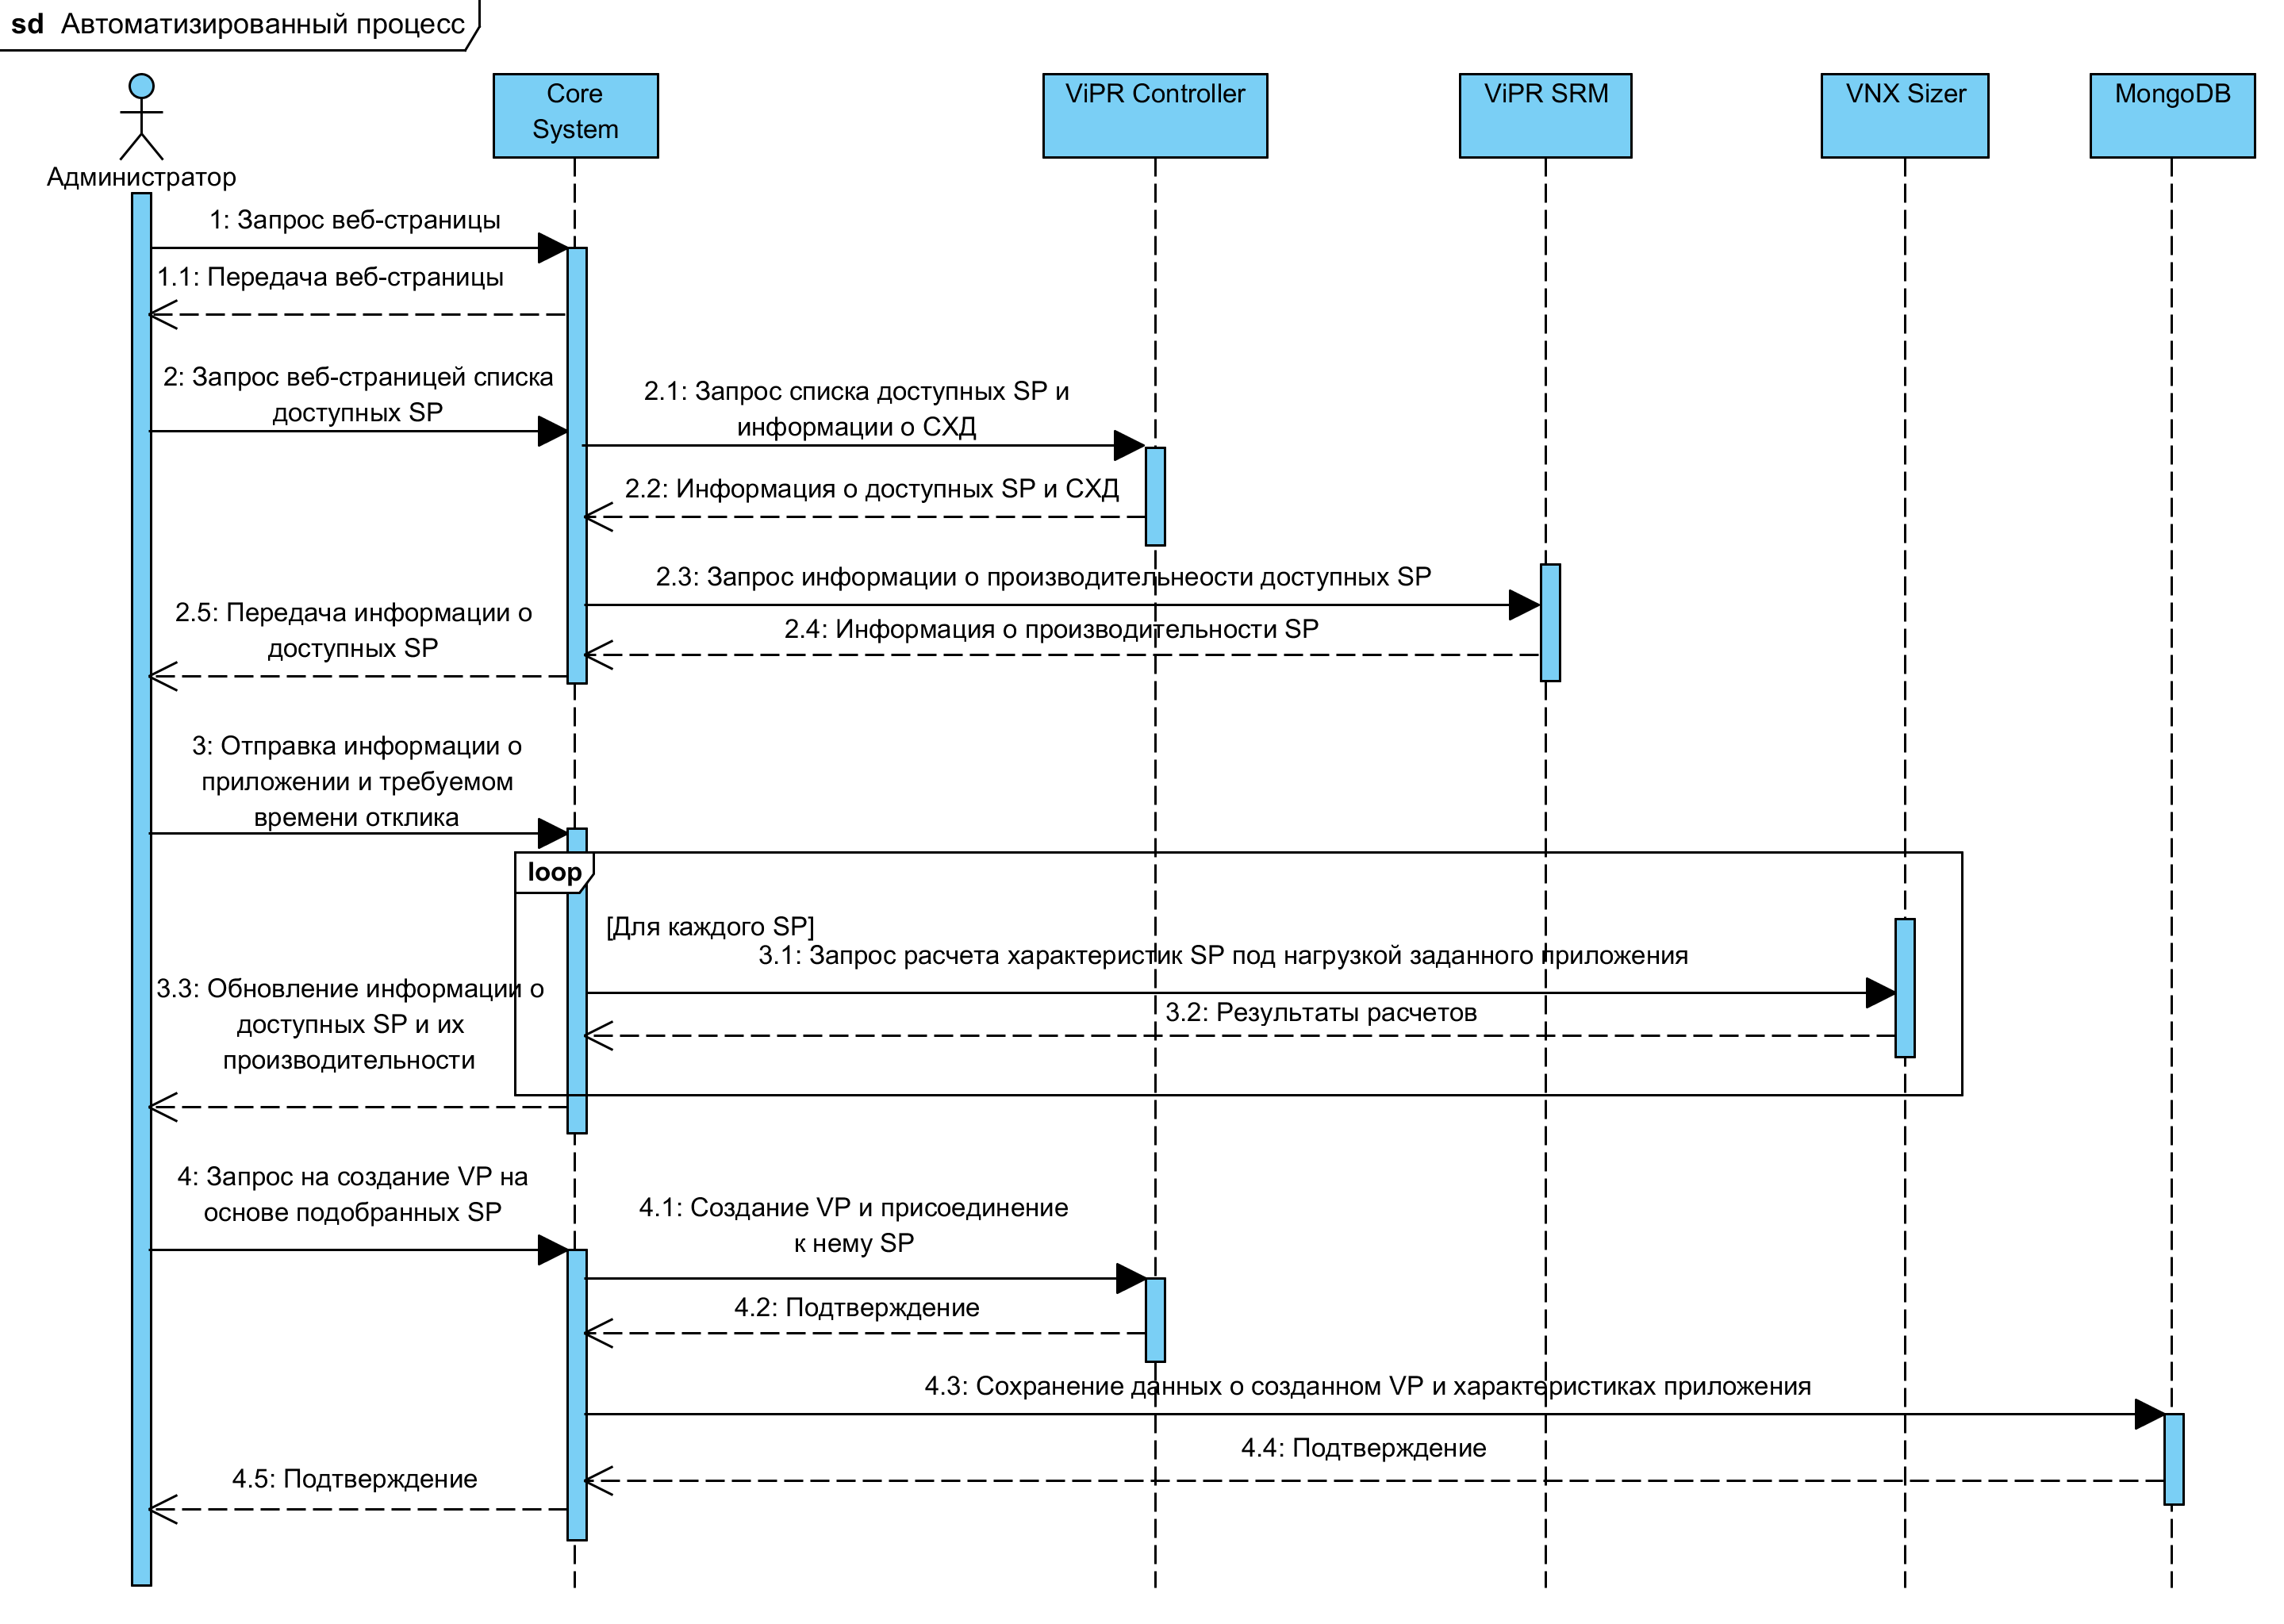 sd Автоматизированный процесс
Core
System
ViPR Controller
ViPR SRM
VNX Sizer
MongoDB
Администратор
1: Запрос веб-страницы
1.1: Передача веб-страницы
2: Запрос веб-страницей списка
доступных SP
2.1: Запрос списка доступных SP и
информации о СХД
2.2: Информация о доступных SP и СХД
2.3: Запрос информации о производительнеости доступных SP
2.4: Информация о производительности SP
2.5: Передача информации о
доступных SP
3: Отправка информации о
приложении и требуемом
времени отклика
loop
[Для каждого SP]
3.1: Запрос расчета характеристик SP под нагрузкой заданного приложения
3.2: Результаты расчетов
3.3: Обновление информации о
доступных SP и их
производительности
4: Запрос на создание VP на
основе подобранных SP
4.1: Создание VP и присоединение
к нему SP
4.2: Подтверждение
4.3: Сохранение данных о созданном VP и характеристиках приложения
4.4: Подтверждение
4.5: Подтверждение